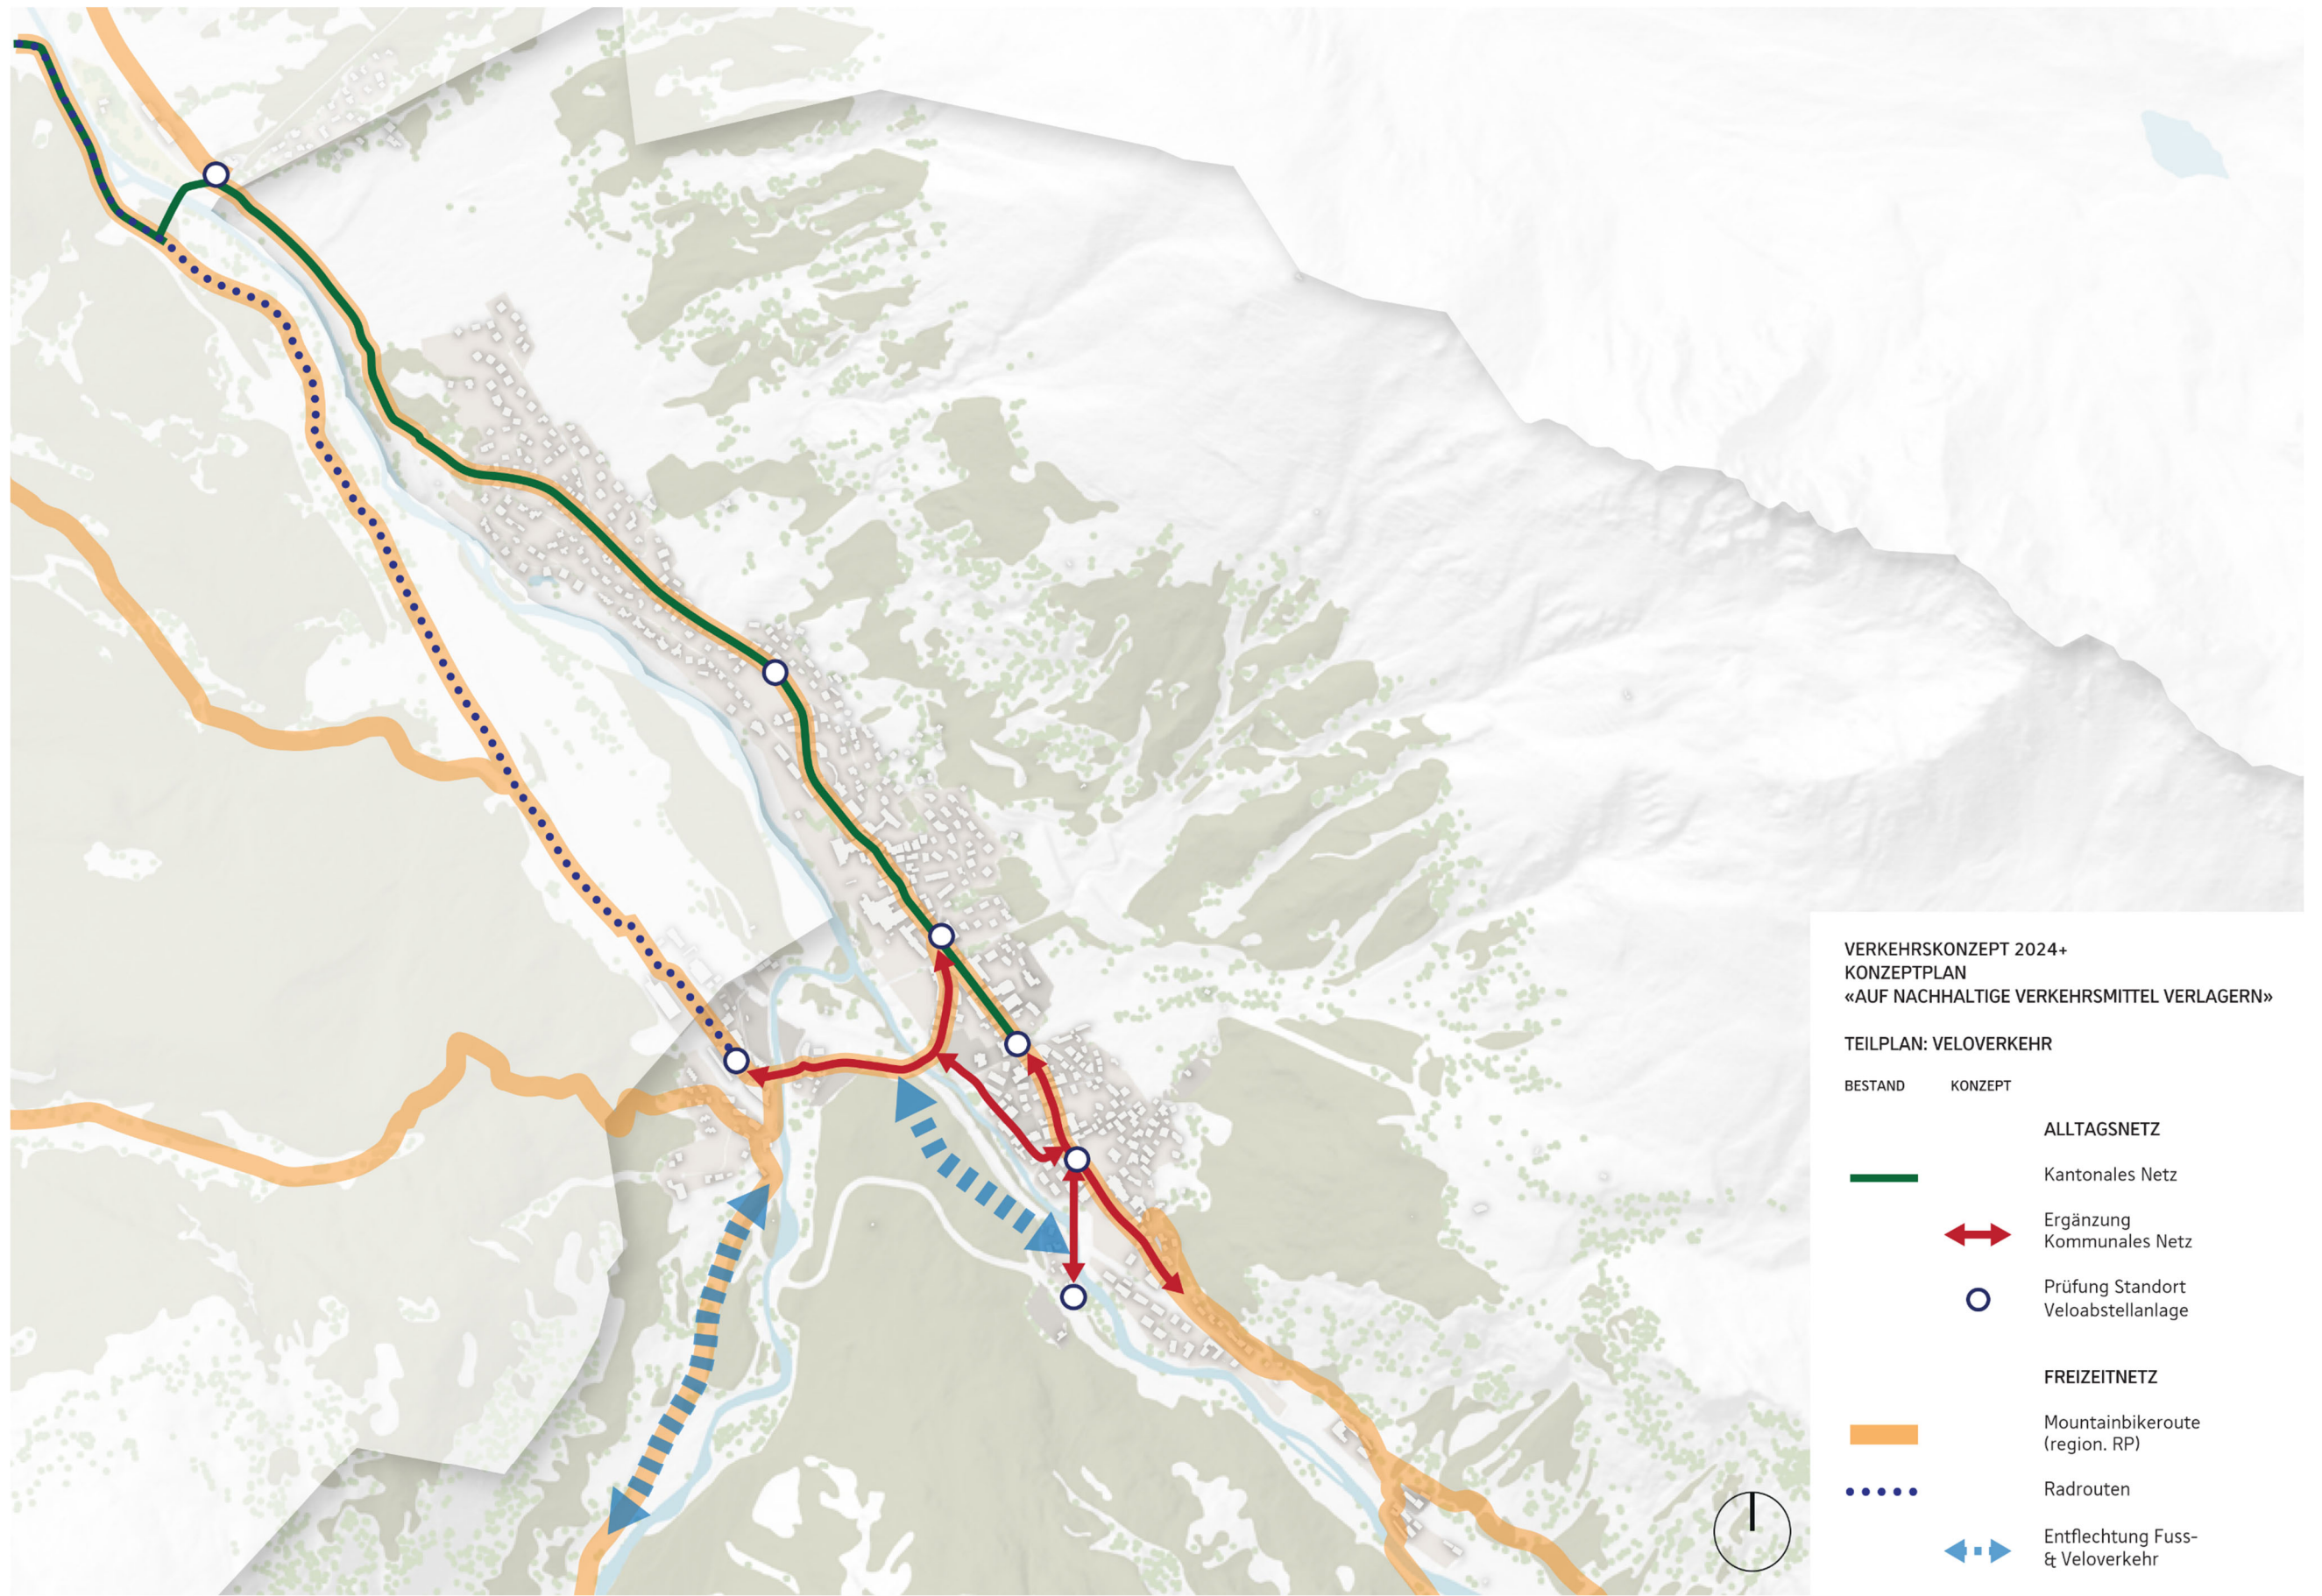 VERKEHRSKONZEPT 2024+
KONZEPTPLAN
«AUF NACHHALTIGE VERKEHRSMITTEL VERLAGERN»
TEILPLAN: VELOVERKEHR
BESTAND KONZEPT
ALLTAGSNETZ
Kantonales Netz
Ergänzung
Kommunales Netz
Prüfung Standort
Veloabstellanlage
FREIZEITNETZ
Mountainbikeroute
(region. RP)
Radrouten
Entflechtung Fuss-
& Veloverkehr